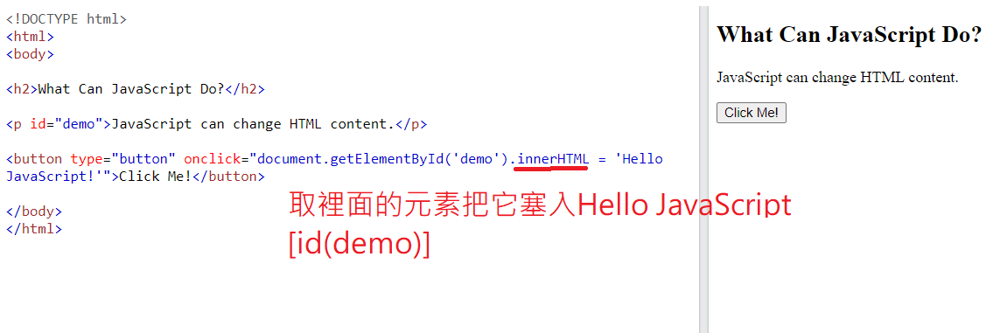 <!DOCTYPE html>
<html>
<body>
<h2>What Can JavaScript Do?</h2>
<p id="demo">JavaScript can change HTML content.</p>
<button type="button" onclick="document.getElementById('demo').innerHTML = 'Hello
JavaScript!'">Click Me!</button>
</body>
</html>
取裡面的元素把它塞入Hello JavaScript
[id(demo)]
What Can JavaScript Do?
JavaScript can change HTML content.
Click Me!